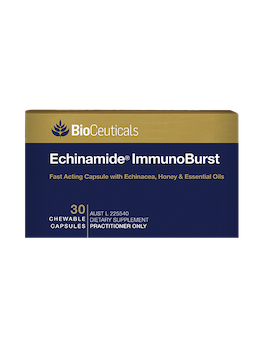 BioCeuticals
Echinamide® ImmunoBurst
Fast Acting Capsule with Echinacea, Honey & Essential Oils
30
CHEWABLE
CAPSULES
AUST L 225540
DIETARY SUPPLEMENT
PRACTITIONER ONLY